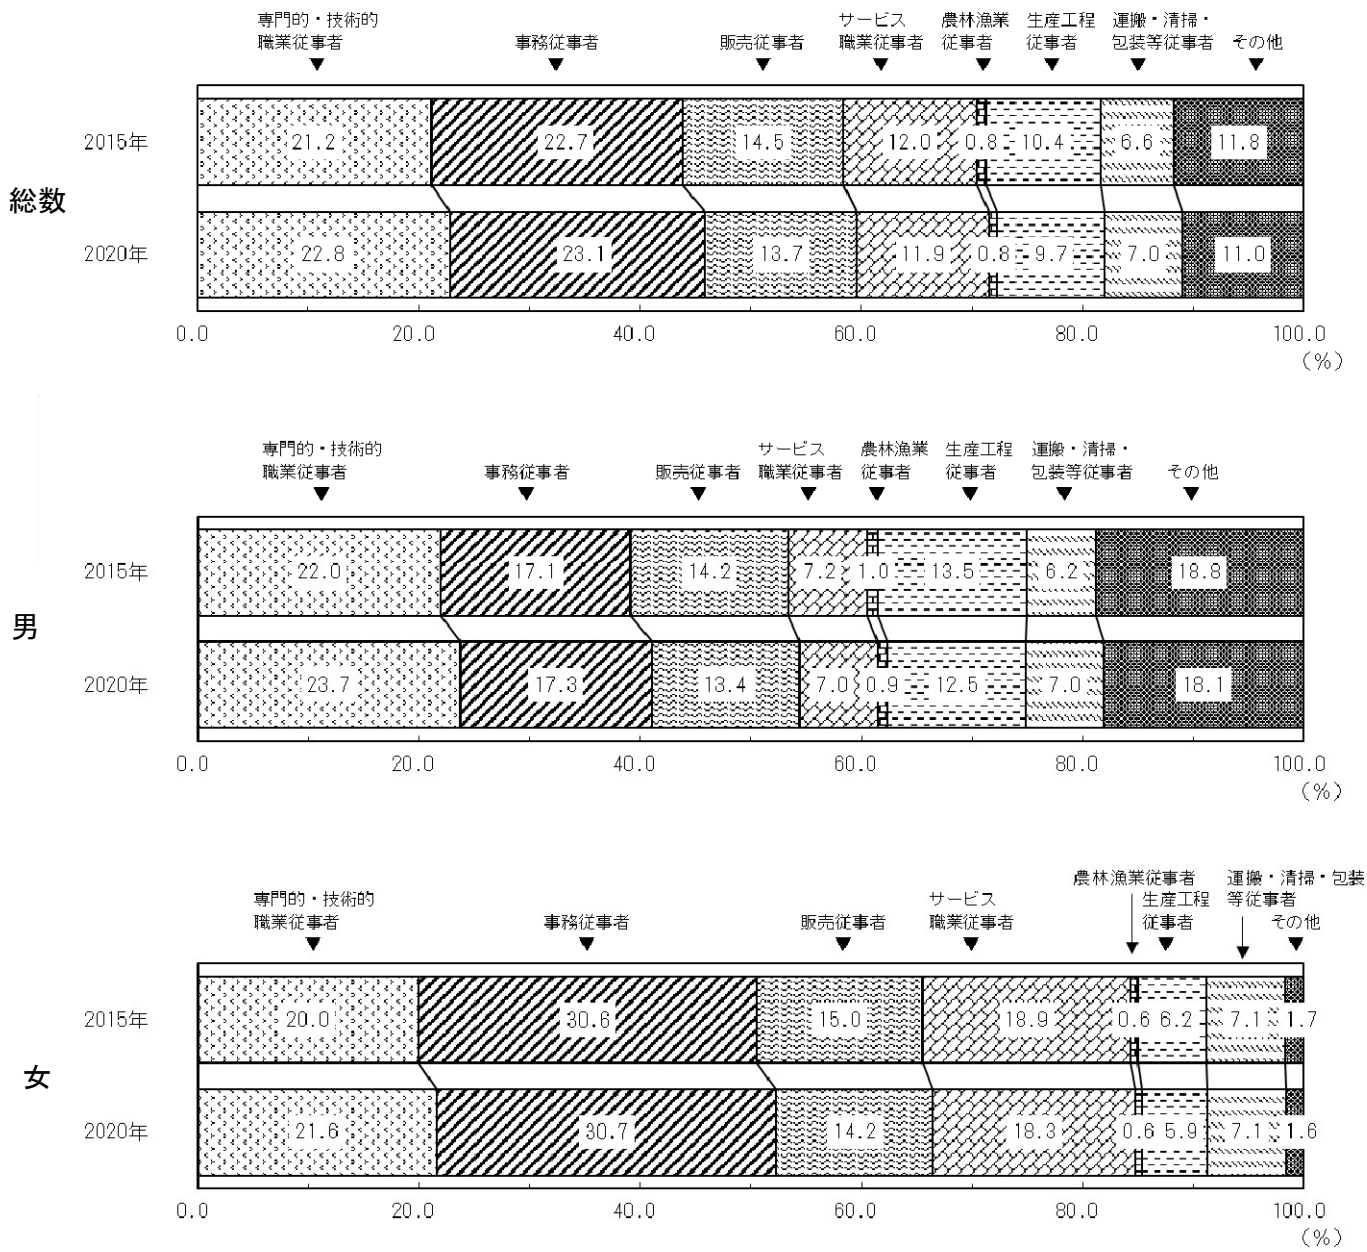 専門的・技術的
職業従事者
事務従事者
販売従事者
サービス
職業従事者
農林漁業
従事者
生産工程
従事者
運搬・清掃・
包装等従事者
その他
総数
2015年
21.2 22.7 14.5 12.0 0.8 10.4 6.6 11.8
2020年
22.8 23.1 13.7 11.9 0.8 9.7 7.0 11.0
0.0 20.0 40.0 60.0 80.0 100.0
(%)
専門的・技術的
職業従事者
事務従事者
販売従事者
サービス
職業従事者
農林漁業
従事者
生産工程
従事者
運搬・清掃・
包装等従事者
その他
男
2015年
22.0 17.1 14.2 7.2 1.0 13.5 6.2 18.8
2020年
23.7 17.3 13.4 7.0 0.9 12.5 7.0 18.1
0.0 20.0 40.0 60.0 80.0 100.0
(%)
専門的・技術的
職業従事者
事務従事者
販売従事者
サービス
職業従事者
農林漁業従事者
生産工程
従事者
運搬・清掃・包装
等従事者
その他
女
2015年
20.0 30.6 15.0 18.9 0.6 6.2 7.1 1.7
2020年
21.6 30.7 14.2 18.3 0.6 5.9 7.1 1.6
0.0 20.0 40.0 60.0 80.0 100.0
(%)